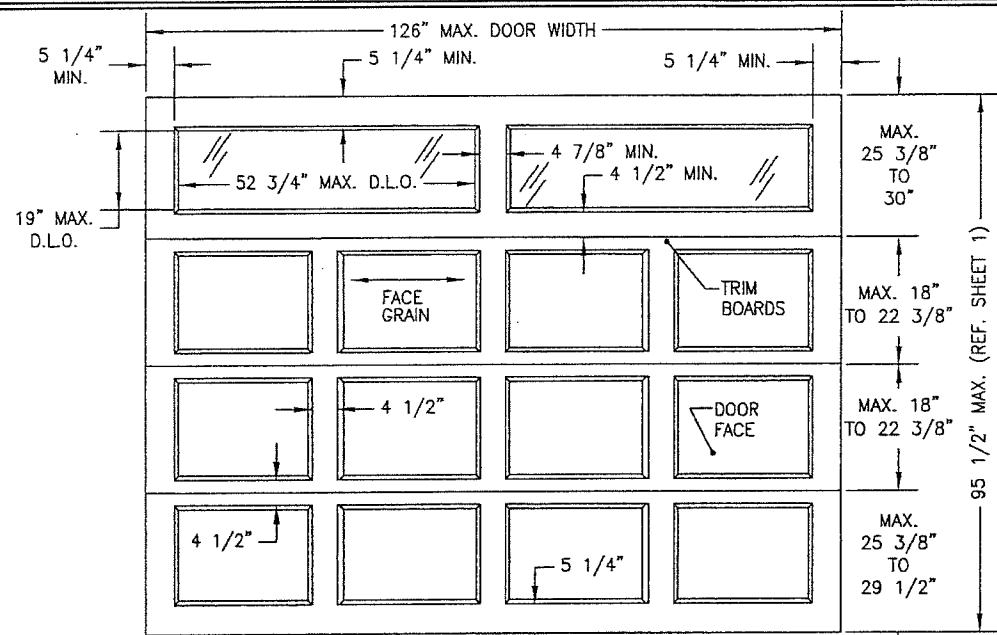 126" MAX. DOOR WIDTH
5 1/4"
MIN.
5 1/4" MIN.
5 1/4" MIN.
4 7/8" MIN.
52 3/4" MAX. D.L.O.
4 1/2" MIN.
19" MAX.
D.L.O.
MAX.
25 3/8"
TO
30"
FACE
GRAIN
TRIM
BOARDS
MAX. 18"
TO 22 3/8"
4 1/2"
DOOR
FACE
MAX. 18"
TO 22 3/8"
95 1/2" MAX. (REF. SHEET 1)
4 1/2"
5 1/4"
MAX.
25 3/8"
TO
29 1/2"